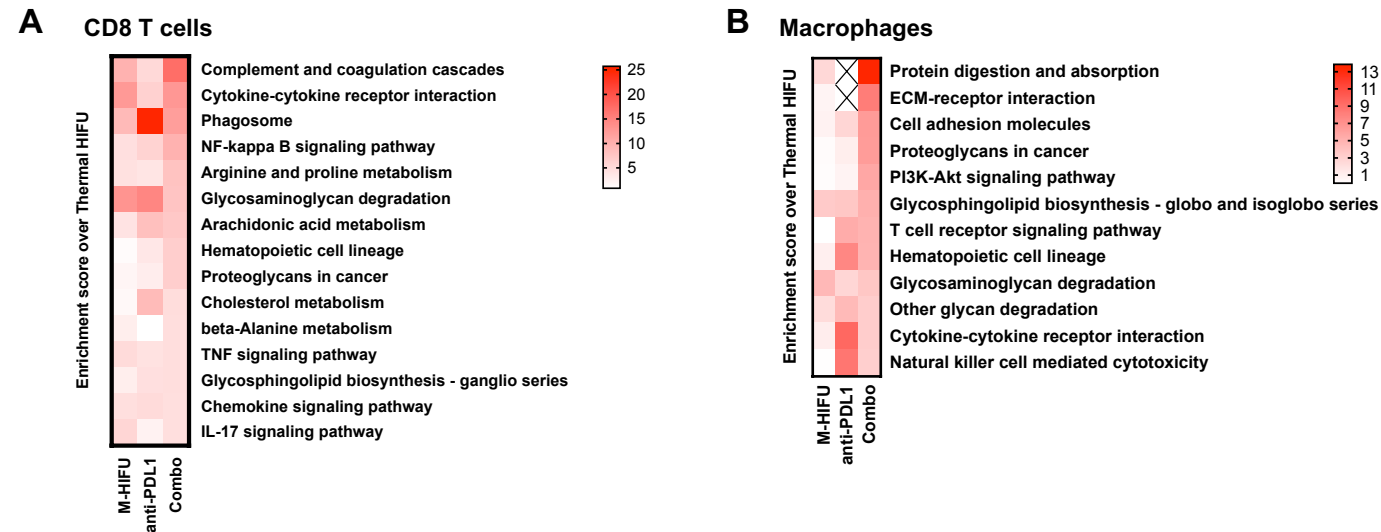 A
CD8 T cells
Enrichment score over Thermal HIFU
Complement and coagulation cascades
Cytokine-cytokine receptor interaction
Phagosome
NF-kappa B signaling pathway
Arginine and proline metabolism
Glycosaminoglycan degradation
Arachidonic acid metabolism
Hematopoietic cell lineage
Proteoglycans in cancer
Cholesterol metabolism
beta-Alanine metabolism
TNF signaling pathway
Glycosphingolipid biosynthesis - ganglio series
Chemokine signaling pathway
IL-17 signaling pathway
M-HIFU
anti-PDL1
Combo
25
20
15
10
5
B
Macrophages
Enrichment score over Thermal HIFU
Protein digestion and absorption
ECM-receptor interaction
Cell adhesion molecules
Proteoglycans in cancer
PI3K-Akt signaling pathway
Glycosphingolipid biosynthesis - globo and isoglobo series
T cell receptor signaling pathway
Hematopoietic cell lineage
Glycosaminoglycan degradation
Other glycan degradation
Cytokine-cytokine receptor interaction
Natural killer cell mediated cytotoxicity
M-HIFU
anti-PDL1
Combo
13
11
9
7
5
3
1